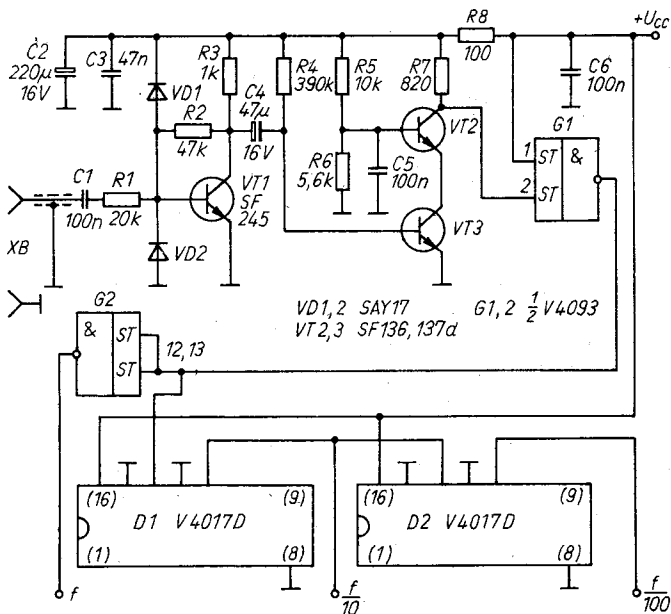 +Ucc
R8
100
C2
220µ
16V
C3
47n
VD1
R3
1k
C4
47µ
16V
R4
390k
R5
10k
R7
820
C6
100n
G1
R2
47k
VT2
1
ST
&
2
ST
R6
5,6k
C5
100n
C1
100n
R1
20k
VT1
SF
245
XB
VD2
VT3
G2
&
ST
ST
12,13
VD1,2 SAY17
G1,2 1/2 V4093
VT2,3 SF136,137d
(16)
(9)
D1 V4017D
(1)
(8)
(16)
(9)
D2 V4017D
(1)
(8)
f
f/10
f/100